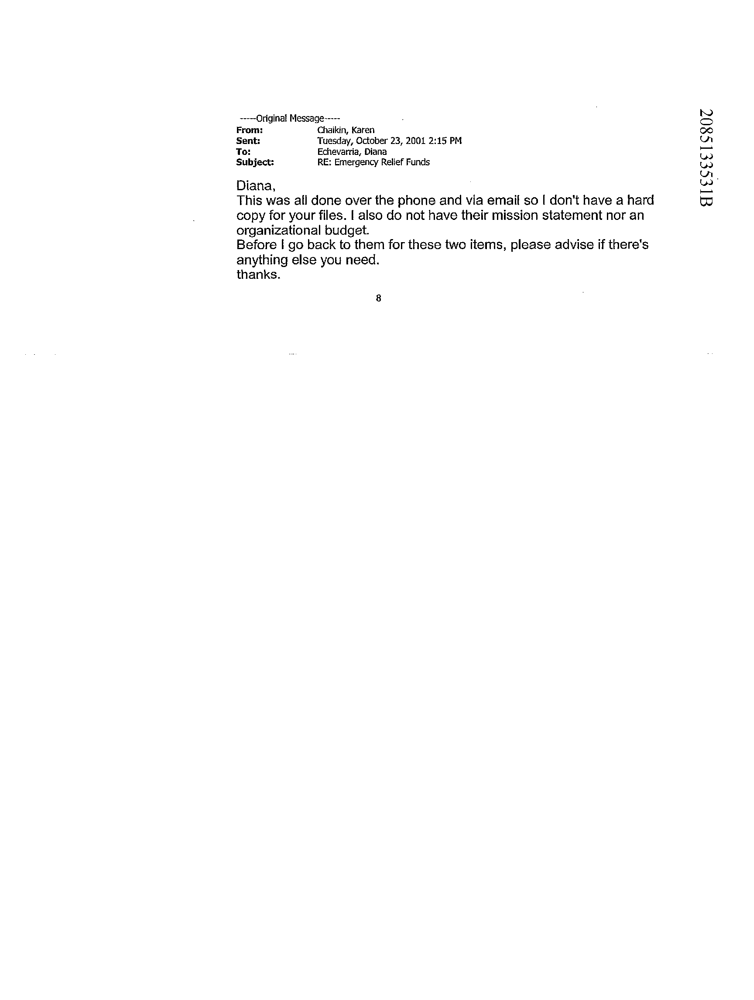 -----Original Message-----
From: Chaikin, Karen
Sent: Tuesday, October 23, 2001 2:15 PM
To: Echevarria, Diana
Subject: RE: Emergency Relief Funds
Diana,
This was all done over the phone and via email so I don't have a hard
copy for your files. I also do not have their mission statement nor an
organizational budget.
Before I go back to them for these two items, please advise if there's
anything else you need.
thanks.
8
2085133531B